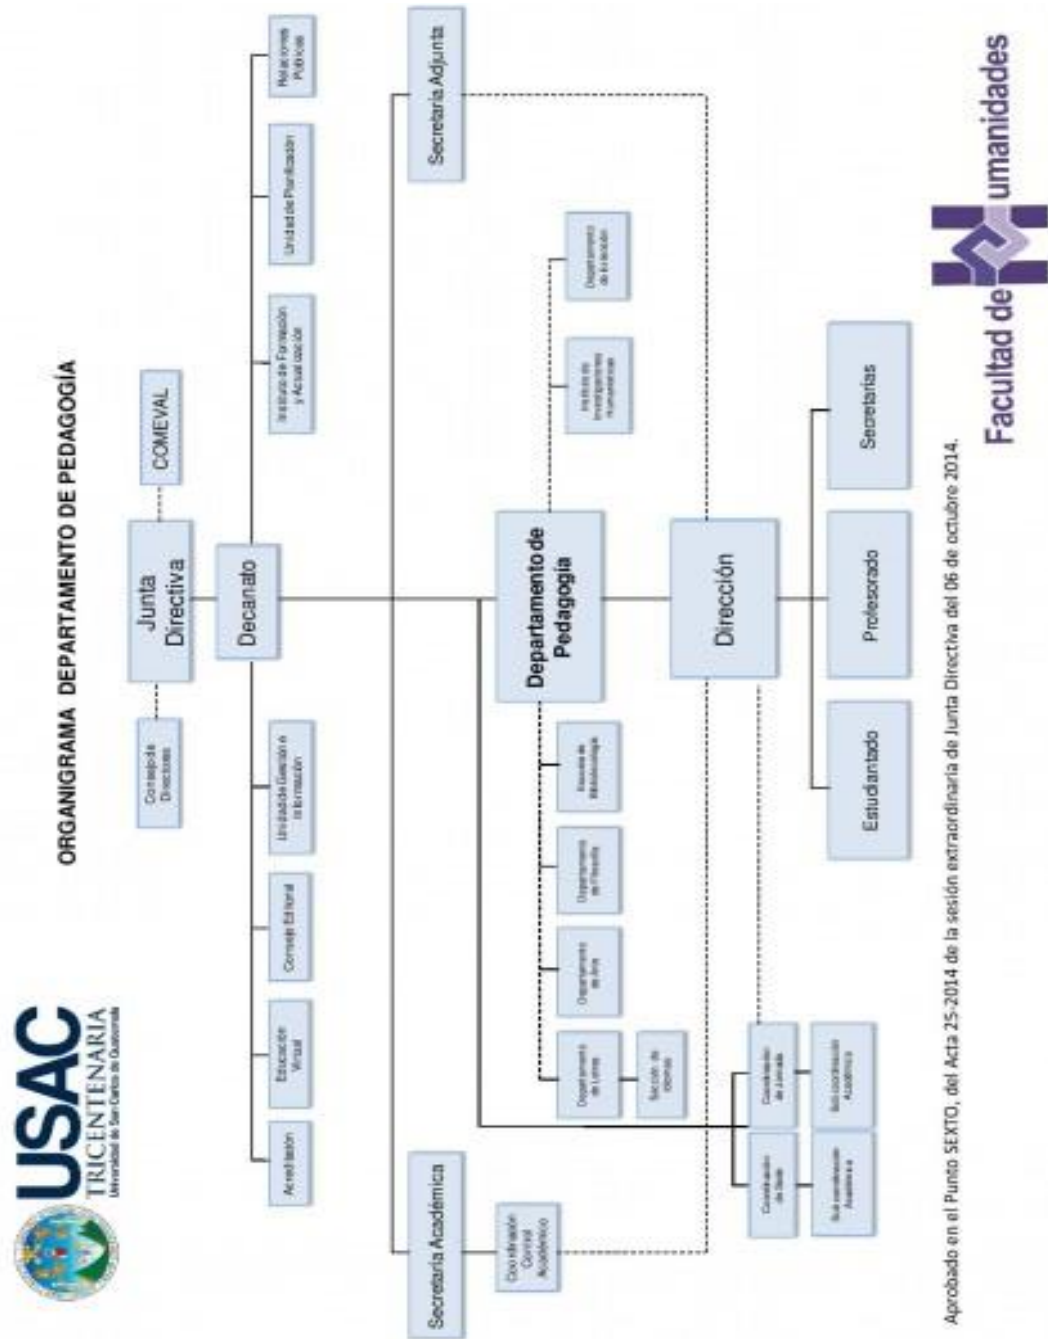 USAC
TRICENTENARIA
Universidad de San Carlos de Guatemala
ORGANIGRAMA DEPARTAMENTO DE PEDAGOGÍA
Consejo de
Directores
Junta
Directiva
COMEVAL
Decanato
Acreditación
Educación
Virtual
Consejo Editorial
Unidad de Gestión e
Información
Instituto de Formación
y Actualización
Unidad de Planificación
Relaciones
Públicas
Secretaría Académica
Secretaría Adjunta
Coordinación
Control
Académico
Departamento de
Pedagogía
Departamento
de Letras
Departamento
de Arte
Departamento
de Filosofía
Escuela de
Bibliotecología
Instituto de
Investigaciones
Humanísticas
Departamento
de Extensión
Sección de
Idiomas
Dirección
Coordinación
de Sede
Coordinación
de Jornada
Sub-coordinación
Académica
Sub-coordinación
Académica
Estudiantado
Profesorado
Secretarías
Aprobado en el Punto SEXTO, del Acta 25-2014 de la sesión extraordinaria de Junta Directiva del 06 de octubre 2014.
Facultad de Humanidades